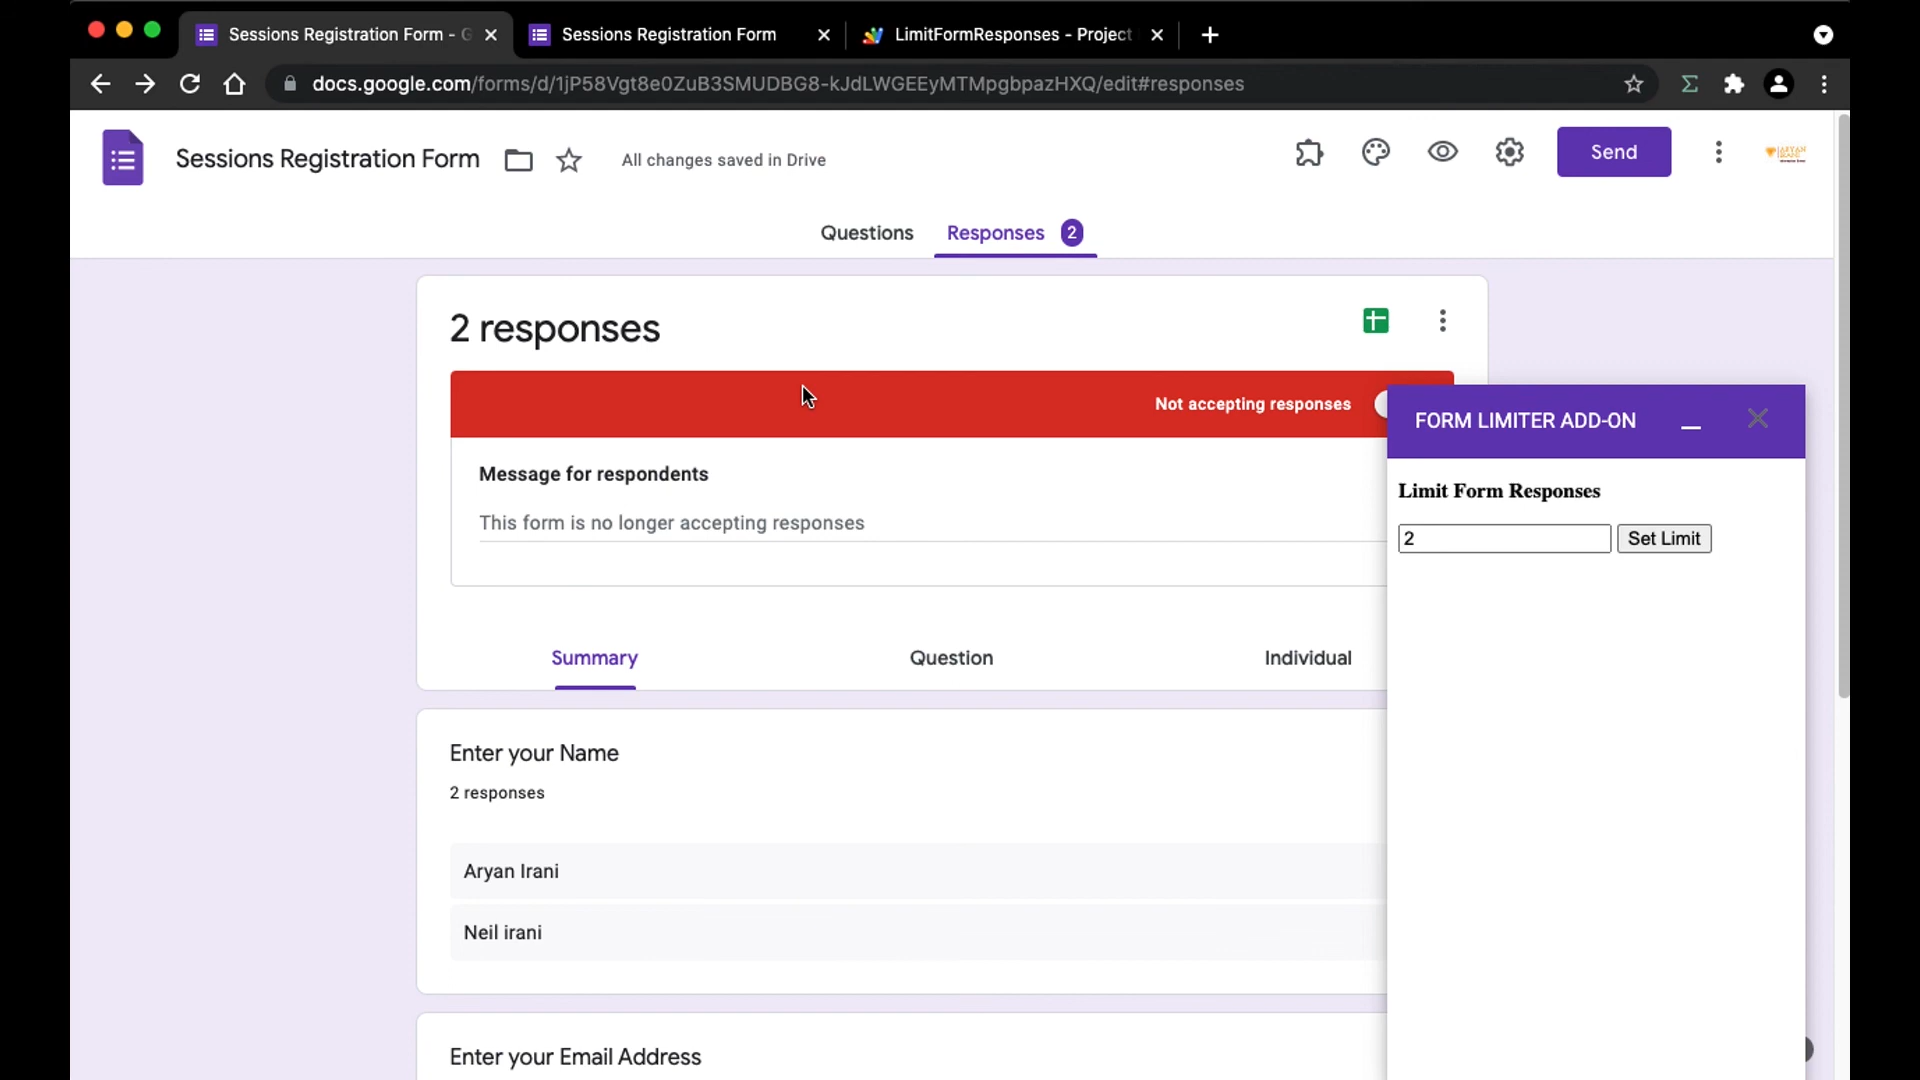 Sessions Registration Form - G
Sessions Registration Form
LimitFormResponses - Project
docs.google.com/forms/d/1jP58Vgt8e0ZuB3SMUDBG8-kJdLWGEEyMTMpgbpazHXQ/edit#responses
Sessions Registration Form
All changes saved in Drive
Send
Questions
Responses 2
2 responses
Not accepting responses
Message for respondents
This form is no longer accepting responses
Summary
Question
Individual
Enter your Name
2 responses
Aryan Irani
Neil irani
Enter your Email Address
FORM LIMITER ADD-ON
Limit Form Responses
2
Set Limit